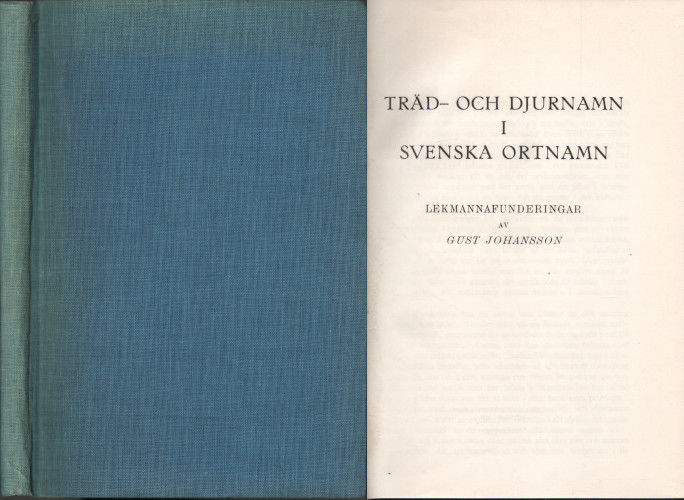 TRÄD- OCH DJURNAMN
I
SVENSKA ORTNAMN
LEKMANNAFUNDERINGAR
AV
GUST JOHANSSON